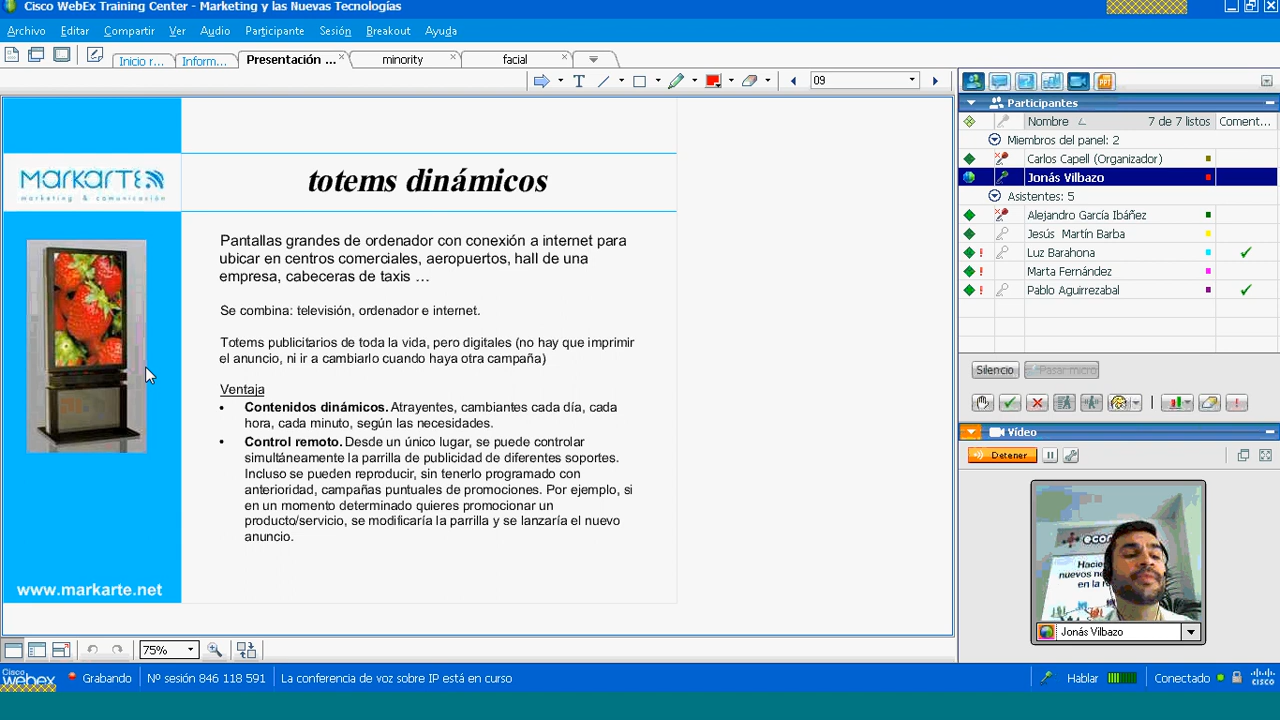 Cisco WebEx Training Center - Marketing y las Nuevas Tecnologías
Archivo Editar Compartir Ver Audio Participante Sesión Breakout Ayuda
Inicio r... Inform... Presentación ... minority facial
09
Participantes
Nombre 7 de 7 listos Coment...
Miembros del panel: 2
Carlos Capell (Organizador)
Jonás Vilbazo
Asistentes: 5
Alejandro García Ibáñez
Jesús Martín Barba
Luz Barahona
Marta Fernández
Pablo Aguirrezabal
Silencio Pasar micro
Vídeo
Detener
Jonás Vilbazo
MARKARTE
marketing & comunicación
totems dinámicos
Pantallas grandes de ordenador con conexión a internet para
ubicar en centros comerciales, aeropuertos, hall de una
empresa, cabeceras de taxis …
Se combina: televisión, ordenador e internet.
Totems publicitarios de toda la vida, pero digitales (no hay que imprimir
el anuncio, ni ir a cambiarlo cuando haya otra campaña)
Ventaja
• Contenidos dinámicos. Atrayentes, cambiantes cada día, cada
hora, cada minuto, según las necesidades.
• Control remoto. Desde un único lugar, se puede controlar
simultáneamente la parrilla de publicidad de diferentes soportes.
Incluso se pueden reproducir, sin tenerlo programado con
anterioridad, campañas puntuales de promociones. Por ejemplo, si
en un momento determinado quieres promocionar un
producto/servicio, se modificaría la parrilla y se lanzaría el nuevo
anuncio.
www.markarte.net
75%
Cisco webex Grabando Nº sesión 846 118 591 La conferencia de voz sobre IP está en curso Hablar Conectado cisco